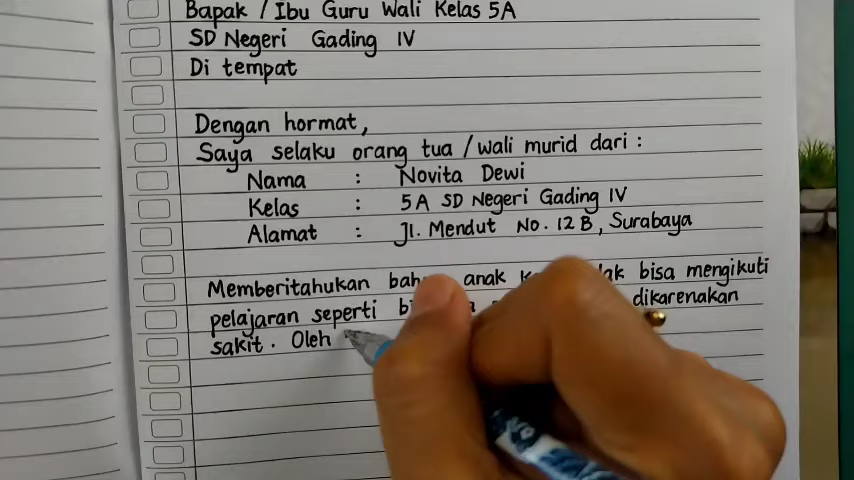 Bapak / Ibu Guru Wali Kelas 5A
SD Negeri Gading IV
Di tempat
Dengan hormat,
Saya selaku orang tua / wali murid dari :
Nama : Novita Dewi
Kelas : 5A SD Negeri Gading IV
Alamat : Jl. Mendut No. 12 B, Surabaya
Memberitahukan anak bisa mengikuti
pelajaran seperti dikarenakan
sakit. Oleh